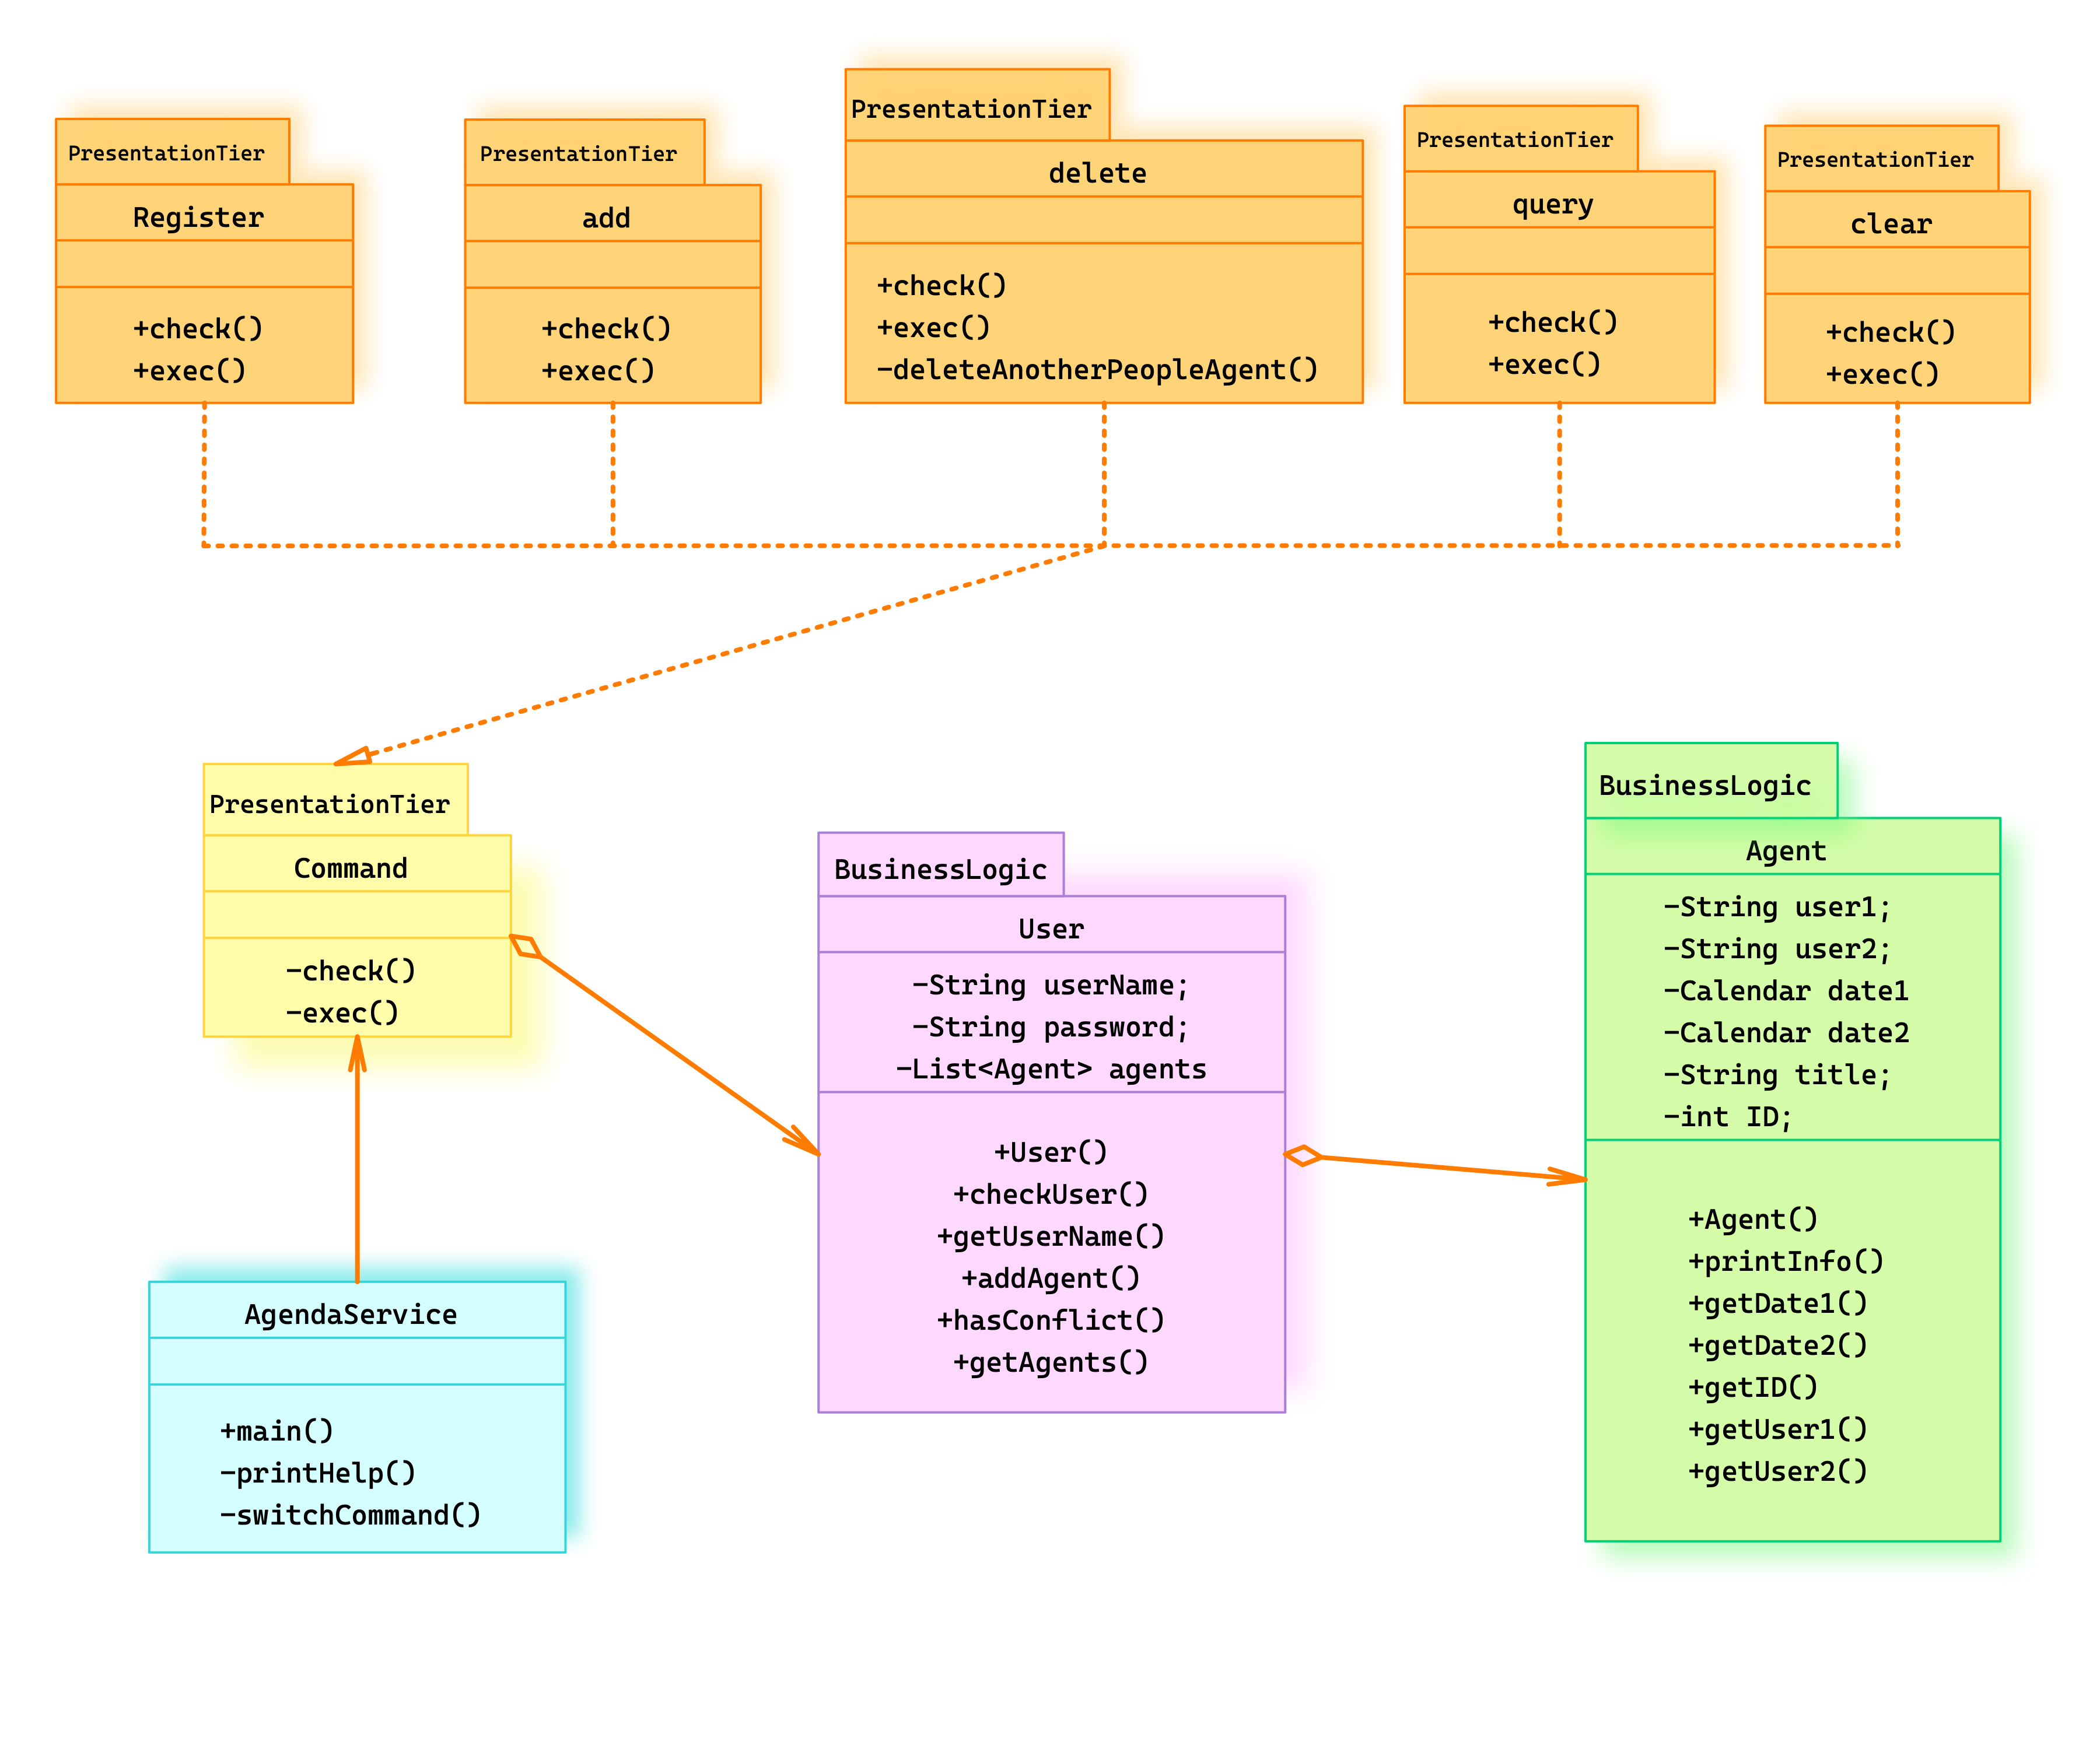 PresentationTier
Register
+check()
+exec()
PresentationTier
add
+check()
+exec()
PresentationTier
delete
+check()
+exec()
-deleteAnotherPeopleAgent()
PresentationTier
query
+check()
+exec()
PresentationTier
clear
+check()
+exec()
PresentationTier
Command
-check()
-exec()
BusinessLogic
User
-String userName;
-String password;
-List<Agent> agents
+User()
+checkUser()
+getUserName()
+addAgent()
+hasConflict()
+getAgents()
BusinessLogic
Agent
-String user1;
-String user2;
-Calendar date1
-Calendar date2
-String title;
-int ID;
+Agent()
+printInfo()
+getDate1()
+getDate2()
+getID()
+getUser1()
+getUser2()
AgendaService
+main()
-printHelp()
-switchCommand()